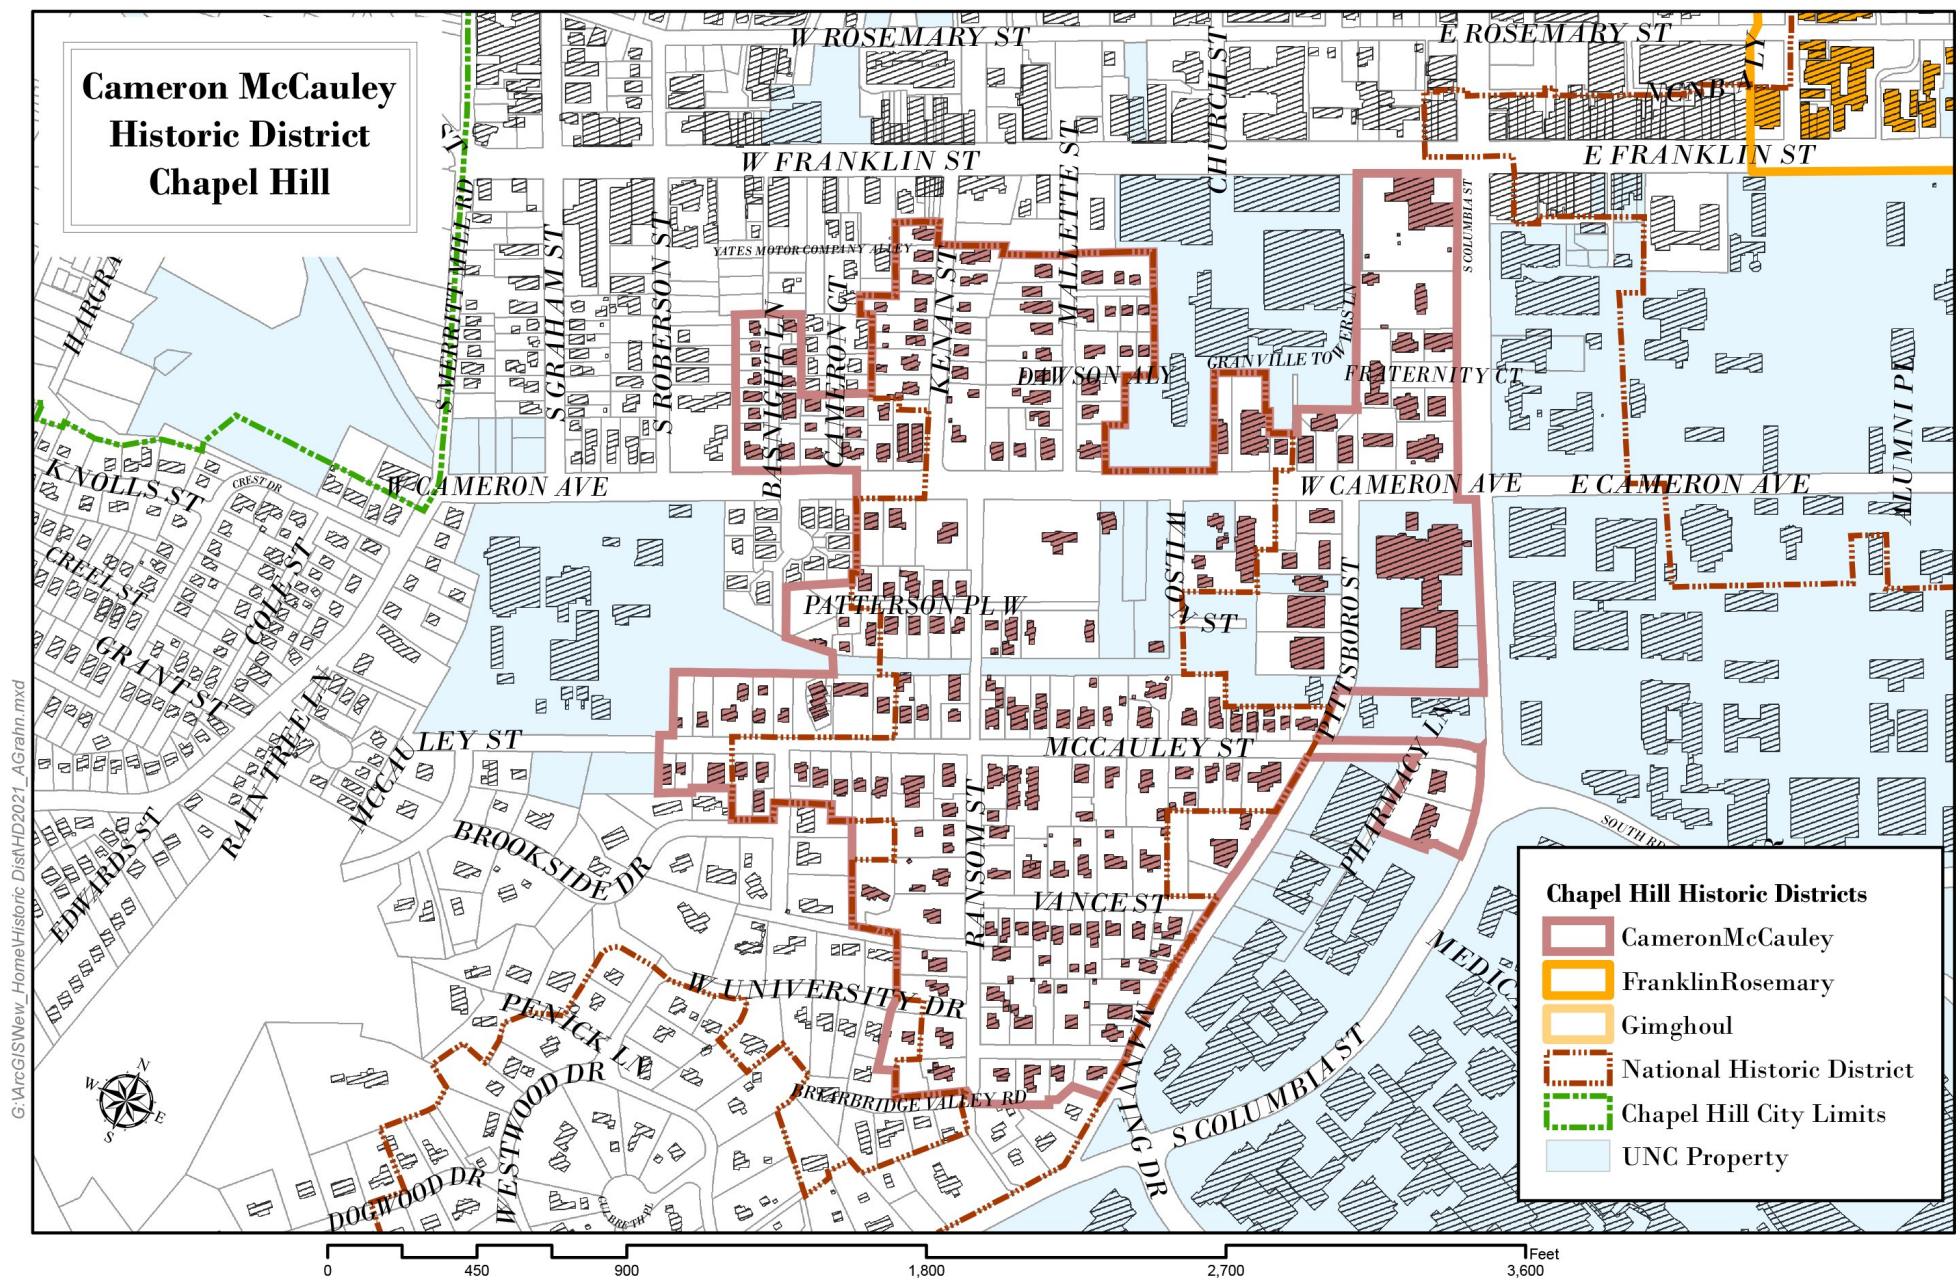 Cameron McCauley
Historic District
Chapel Hill
W ROSEMARY ST
E ROSEMARY ST
NCNB ALY
CHURCH ST
W FRANKLIN ST
E FRANKLIN ST
MALLETTE ST
S COLUMBIA ST
S MERRITT MILL RD
LN
HARGRA
S GRAHAM ST
S ROBERSON ST
YATES MOTOR COMPANY ALLEY
BASNIGHT LN
CAMERON CT
KENAN ST
DAWSON ALY
GRANVILLE TOWERS LN
FRATERNITY CT
ALUMNI PL
KNOLLS ST
CREST DR
W CAMERON AVE
W CAMERON AVE
E CAMERON AVE
CREEL ST
COLE ST
GRANT ST
PATTERSON PL W
WILSON ST
PITTSBORO ST
RAINTREE LN
MCCAULEY ST
MCCAULEY ST
PHARMACY LN
EDWARDS ST
BROOKSIDE DR
RANSOM ST
VANCE ST
SOUTH RD
MEDIC
W UNIVERSITY DR
PENICK LN
WESTWOOD DR
BRIARBRIDGE VALLEY RD
MANNING DR
S COLUMBIA ST
DOGWOOD DR
CULBRETH PL
Chapel Hill Historic Districts
CameronMcCauley
FranklinRosemary
Gimghoul
National Historic District
Chapel Hill City Limits
UNC Property
N
W
E
S
G:\ArcGIS\New_Home\Historic Dist\HD2021_AGrahn.mxd
0 450 900 1,800 2,700 3,600
Feet